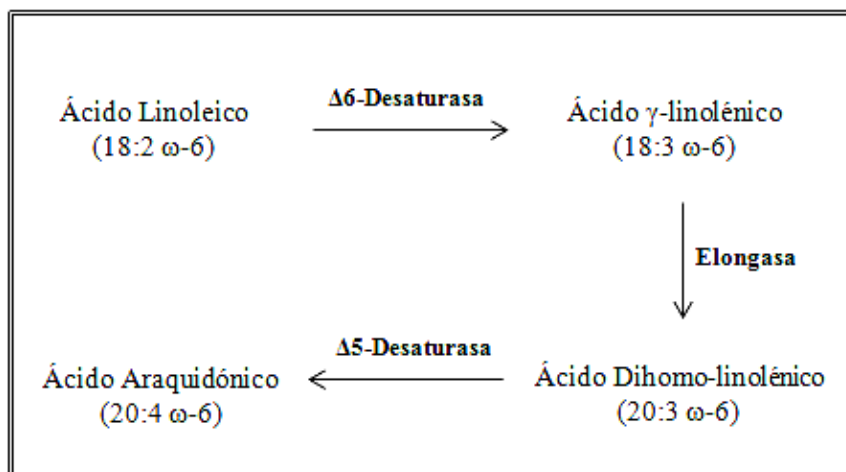 Ácido Linoleico
(18:2 ω-6)
Δ6-Desaturasa
Ácido γ-linolénico
(18:3 ω-6)
Elongasa
Ácido Dihomo-linolénico
(20:3 ω-6)
Δ5-Desaturasa
Ácido Araquidónico
(20:4 ω-6)